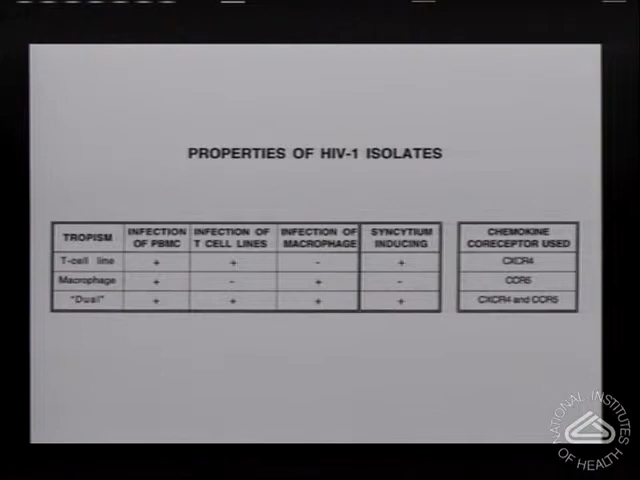 PROPERTIES OF HIV-1 ISOLATES
TROPISM INFECTION OF PBMC INFECTION OF T CELL LINES INFECTION OF MACROPHAGE SYNCYTIUM INDUCING CHEMOKINE CORECEPTOR USED
T-cell line + + - + CXCR4
Macrophage + - + - CCR5
"Dual" + + + + CXCR4 and CCR5
NATIONAL INSTITUTES
OF HEALTH